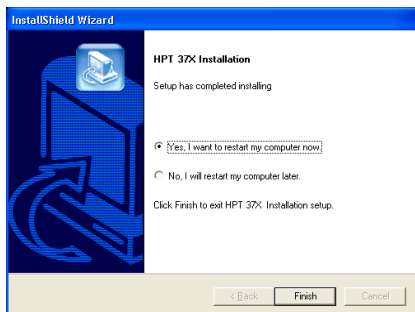 InstallShield Wizard
HPT 37X Installation
Setup has completed installing
Yes, I want to restart my computer now.
No, I will restart my computer later.
Click Finish to exit HPT 37X Installation setup.
< Back
Finish
Cancel